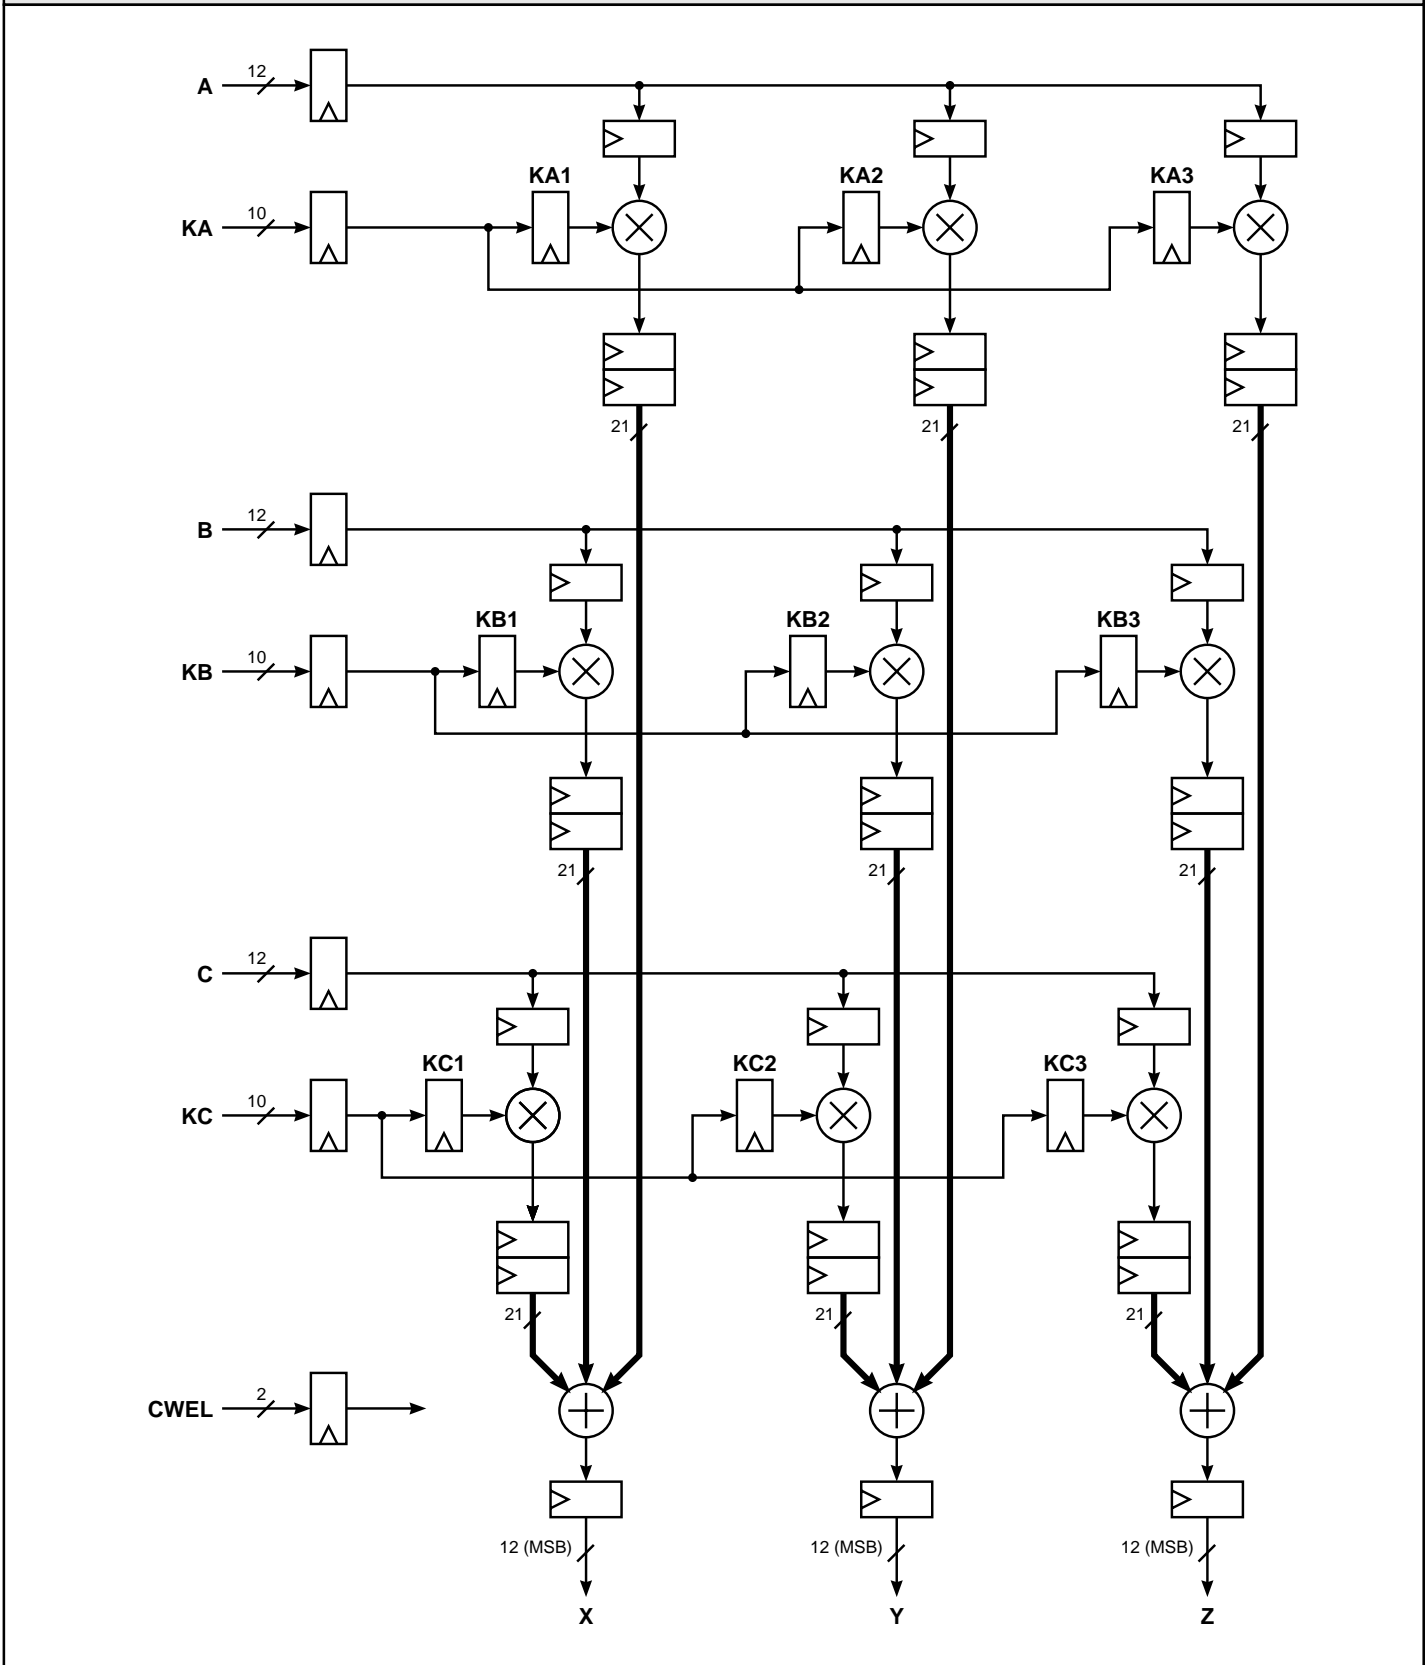 A 12
KA1 KA2 KA3
KA 10
21 21 21
B 12
KB1 KB2 KB3
KB 10
21 21 21
C 12
KC1 KC2 KC3
KC 10
21 21 21
CWEL 2
12 (MSB) 12 (MSB) 12 (MSB)
X Y Z